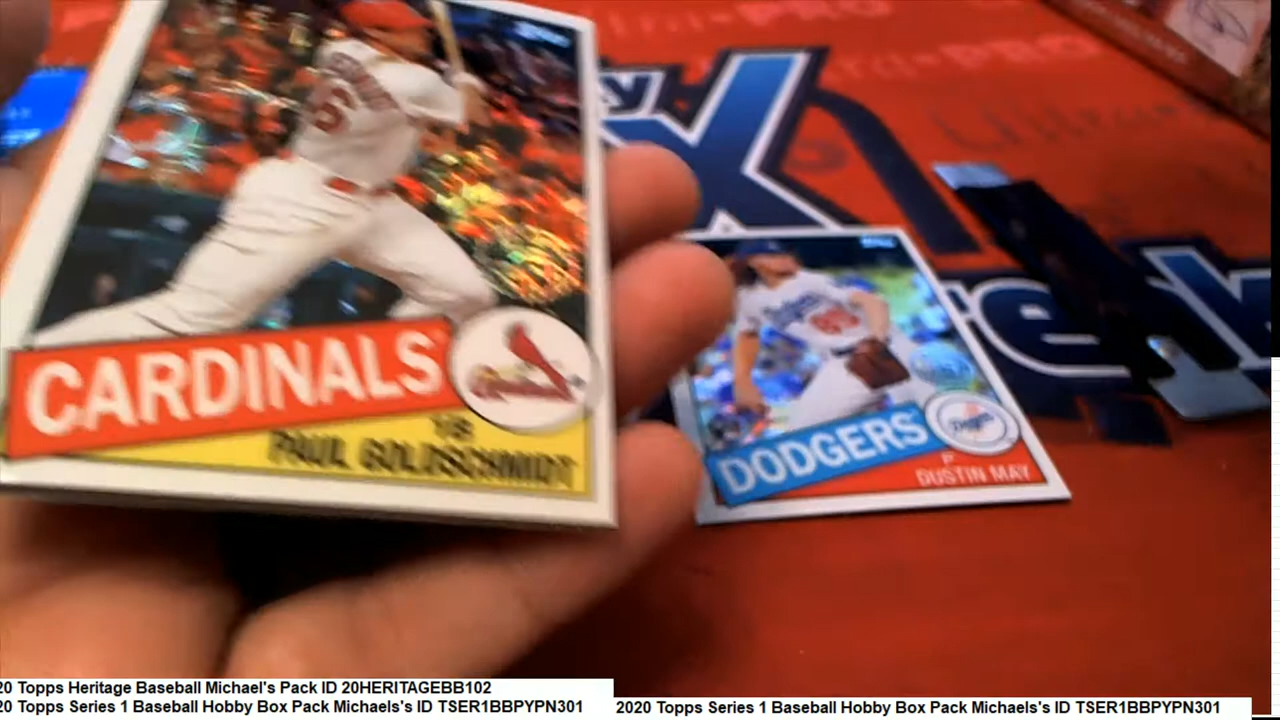 CARDINALS
1B
PAUL GOLDSCHMIDT
DODGERS
P
DUSTIN MAY
20 Topps Heritage Baseball Michael's Pack ID 20HERITAGEBB102
20 Topps Series 1 Baseball Hobby Box Pack Michaels's ID TSER1BBPYPN301
2020 Topps Series 1 Baseball Hobby Box Pack Michaels's ID TSER1BBPYPN301